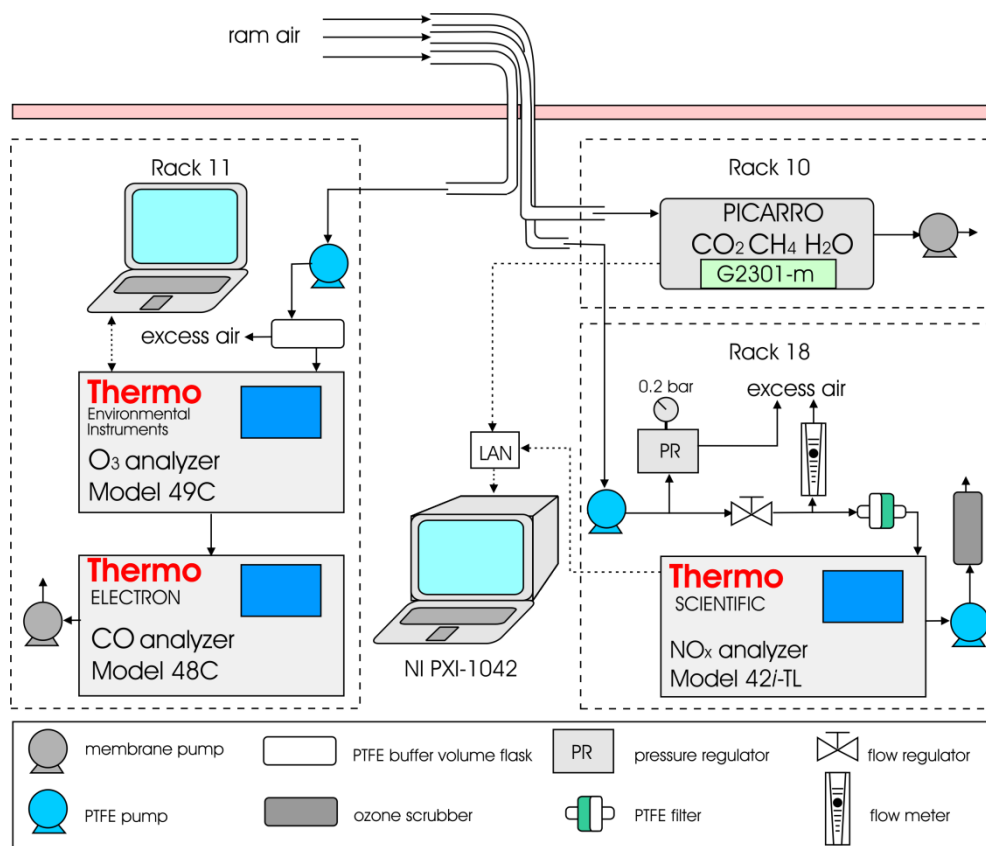 ram air
Rack 11
excess air
Thermo
Environmental
Instruments
O₃ analyzer
Model 49C
Thermo
ELECTRON
CO analyzer
Model 48C
LAN
NI PXI-1042
Rack 10
PICARRO
CO₂ CH₄ H₂O
G2301-m
Rack 18
0.2 bar
excess air
PR
Thermo
SCIENTIFIC
NOₓ analyzer
Model 42i-TL
membrane pump
PTFE buffer volume flask
PR
pressure regulator
flow regulator
PTFE pump
ozone scrubber
PTFE filter
flow meter